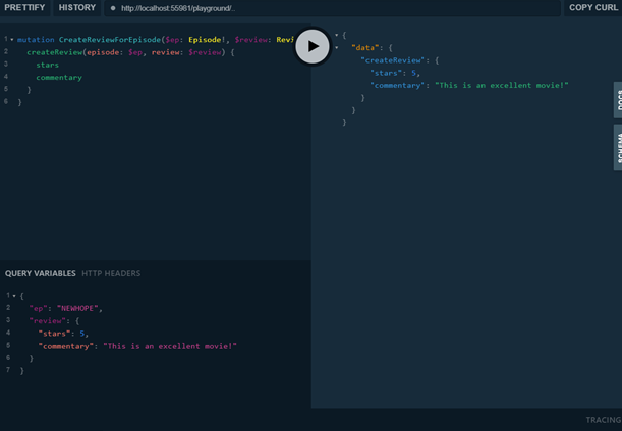 PRETTIFY HISTORY http://localhost:55981/playground/. COPY CURL
1 mutation CreateReviewForEpisode($ep: Episode!, $review: Revi
2 createReview(episode: $ep, review: $review) {
3 stars
4 commentary
5 }
6 }
{
"data": {
"createReview": {
"stars": 5,
"commentary": "This is an excellent movie!"
}
}
}
DOCS
SCHEMA
QUERY VARIABLES HTTP HEADERS
1 {
2 "ep": "NEWHOPE",
3 "review": {
4 "stars": 5,
5 "commentary": "This is an excellent movie!"
6 }
7 }
TRACING